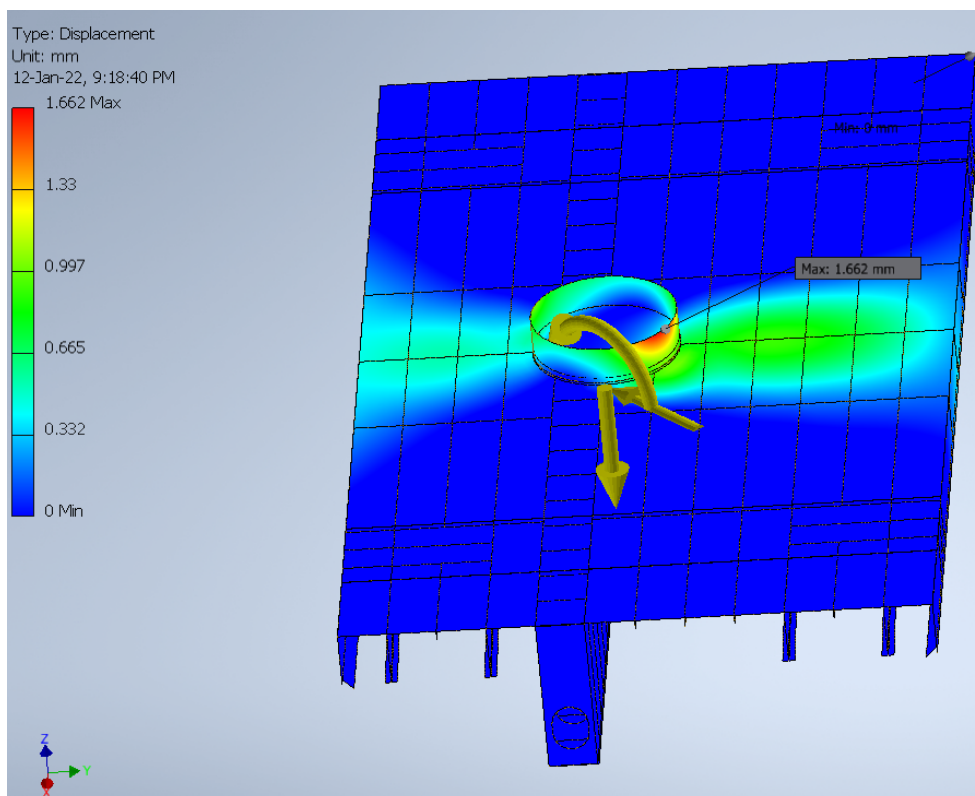 Type: Displacement
Unit: mm
12-Jan-22, 9:18:40 PM
1.662 Max
1.33
0.997
0.665
0.332
0 Min
Min: 0 mm
Max: 1.662 mm
Z
Y
X